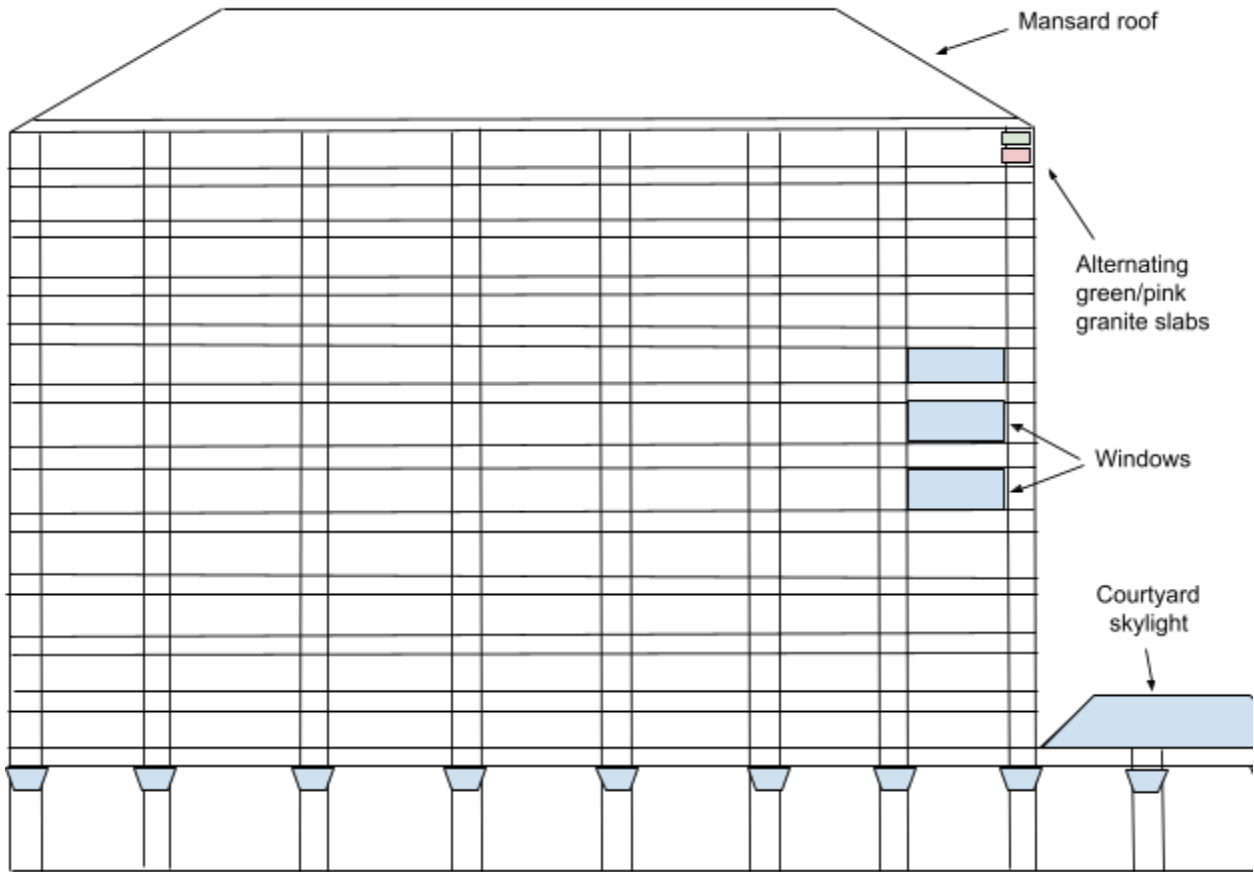 Mansard roof
Alternating
green/pink
granite slabs
Windows
Courtyard
skylight